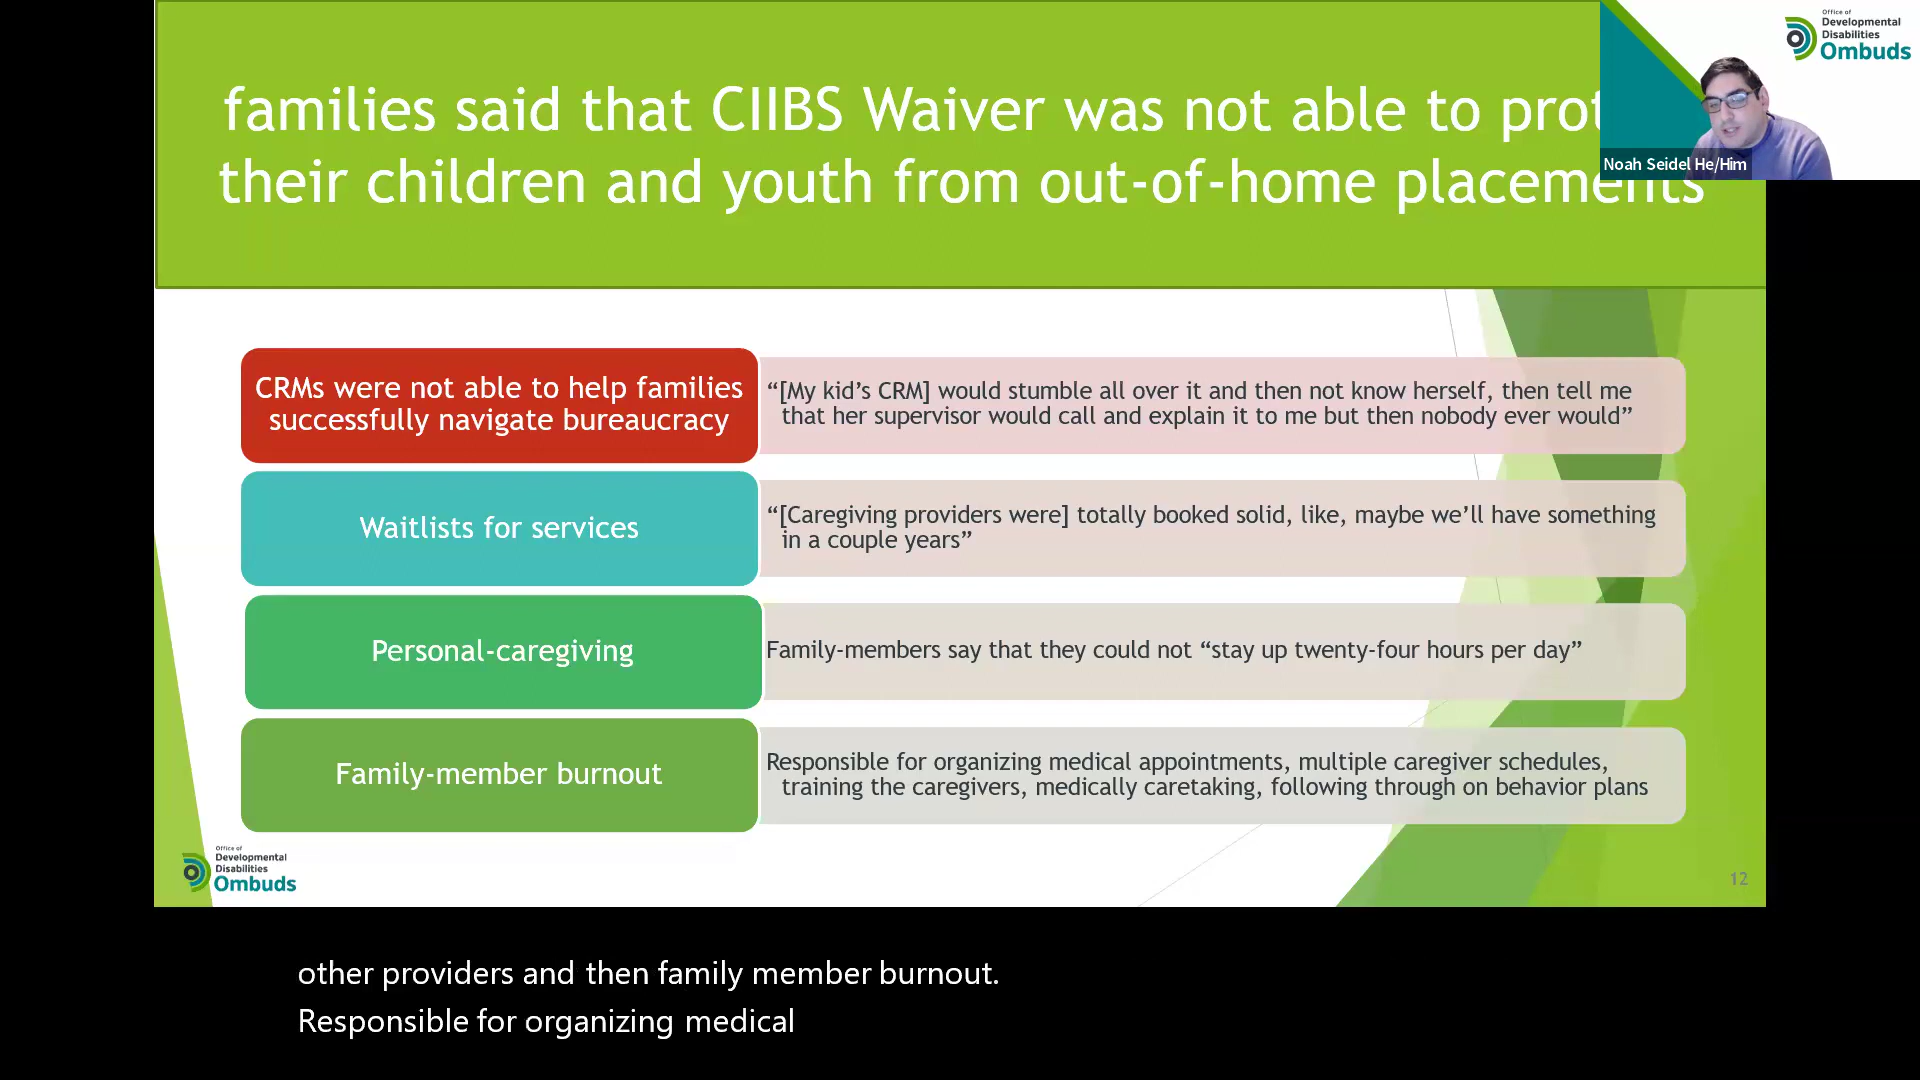 families said that CIIBS Waiver was not able to prot
their children and youth from out-of-home placements
Office of
Developmental
Disabilities
Ombuds
Noah Seidel He/Him
CRMs were not able to help families
successfully navigate bureaucracy
“[My kid’s CRM] would stumble all over it and then not know herself, then tell me
that her supervisor would call and explain it to me but then nobody ever would”
Waitlists for services
“[Caregiving providers were] totally booked solid, like, maybe we’ll have something
in a couple years”
Personal-caregiving
Family-members say that they could not “stay up twenty-four hours per day”
Family-member burnout
Responsible for organizing medical appointments, multiple caregiver schedules,
training the caregivers, medically caretaking, following through on behavior plans
Office of
Developmental
Disabilities
Ombuds
12
other providers and then family member burnout.
Responsible for organizing medical